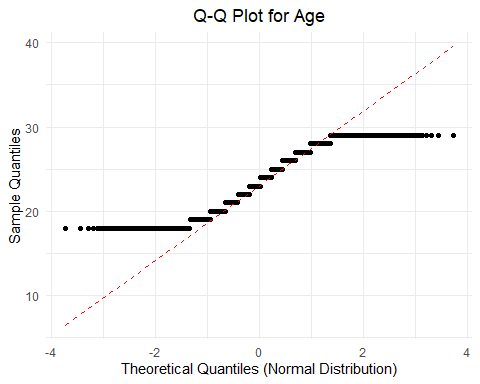 Q-Q Plot for Age
Sample Quantiles
40
30
20
10
-4 -2 0 2 4
Theoretical Quantiles (Normal Distribution)